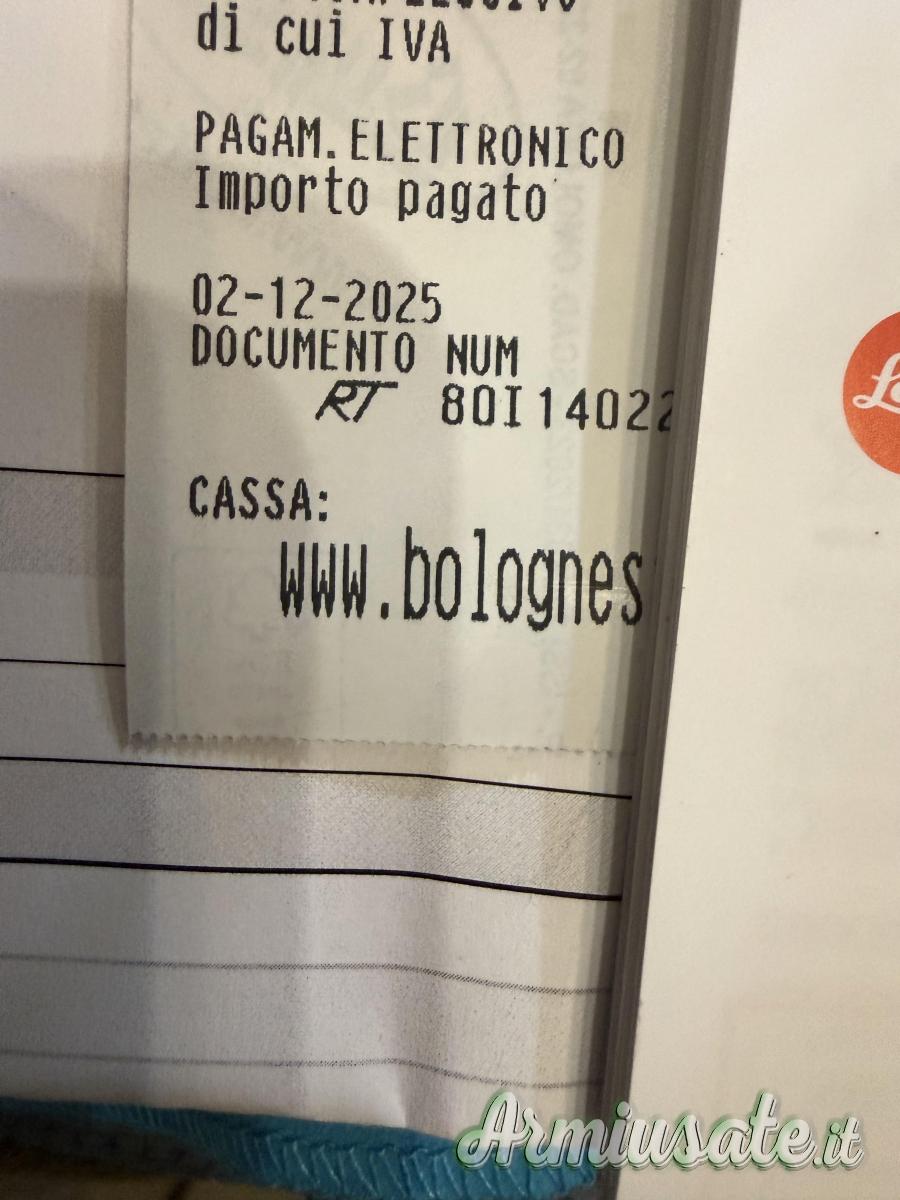 di cui IVA
PAGAM.ELETTRONICO
Importo pagato
02-12-2025
DOCUMENTO NUM
RT 80I14022
CASSA:
www.bolognes
Armiusate.it